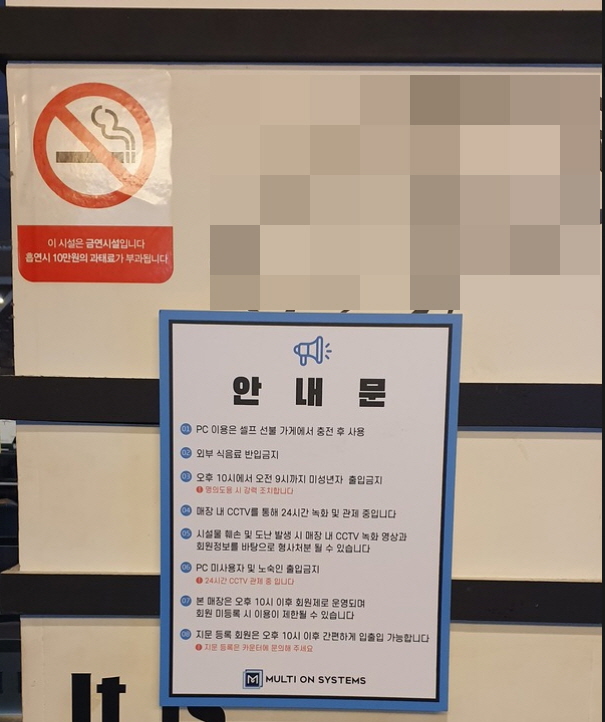 이 시설은 금연시설입니다
흡연시 10만원의 과태료가 부과됩니다
안내문
01 PC 이용은 셀프 선불 가게에서 충전 후 사용
02 외부 식음료 반입금지
03 오후 10시에서 오전 9시까지 미성년자 출입금지
! 명의도용 시 강력 조치합니다
04 매장 내 CCTV를 통해 24시간 녹화 및 관제 중입니다
05 시설물 훼손 및 도난 발생 시 매장 내 CCTV 녹화 영상과
회원정보를 바탕으로 형사처분 될 수 있습니다
06 PC 미사용자 및 노숙인 출입금지
! 24시간 CCTV 관제 중 입니다
07 본 매장은 오후 10시 이후 회원제로 운영되며
회원 미등록 시 이용이 제한될 수 있습니다
08 지문 등록 회원은 오후 10시 이후 간편하게 입출입 가능합니다
! 지문 등록은 카운터에 문의해 주세요
M MULTI ON SYSTEMS
It is